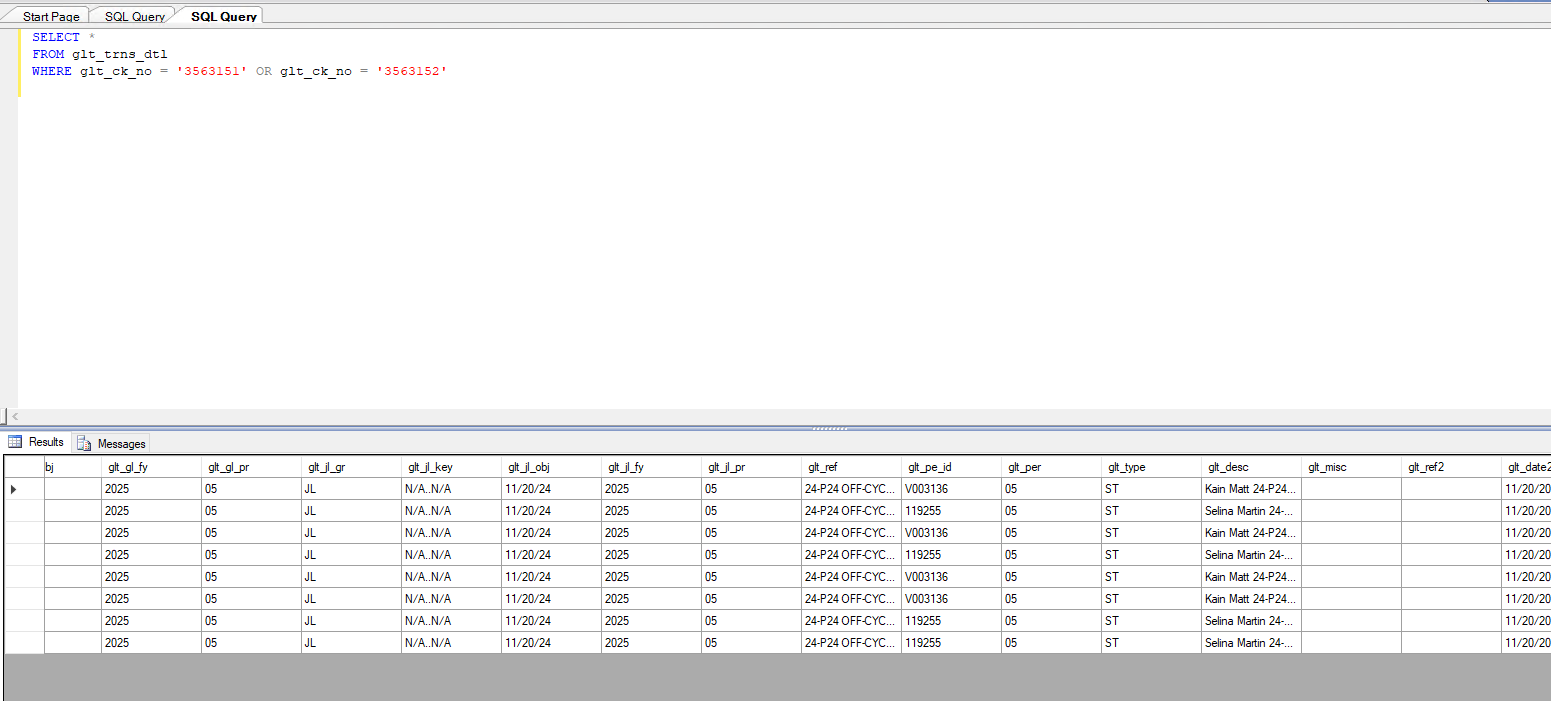 Start Page SQL Query SQL Query
SELECT *
FROM glt_trns_dtl
WHERE glt_ck_no = '3563151' OR glt_ck_no = '3563152'
Results Messages
bj glt_gl_fy glt_gl_pr glt_jl_gr glt_jl_key glt_jl_obj glt_jl_fy glt_jl_pr glt_ref glt_pe_id glt_per glt_type glt_desc glt_misc glt_ref2 glt_date2
2025 05 JL N/A..N/A 11/20/24 2025 05 24-P24 OFF-CYC... V003136 05 ST Kain Matt 24-P24... 11/20/20
2025 05 JL N/A..N/A 11/20/24 2025 05 24-P24 OFF-CYC... 119255 05 ST Selina Martin 24-... 11/20/20
2025 05 JL N/A..N/A 11/20/24 2025 05 24-P24 OFF-CYC... V003136 05 ST Kain Matt 24-P24... 11/20/20
2025 05 JL N/A..N/A 11/20/24 2025 05 24-P24 OFF-CYC... 119255 05 ST Selina Martin 24-... 11/20/20
2025 05 JL N/A..N/A 11/20/24 2025 05 24-P24 OFF-CYC... V003136 05 ST Kain Matt 24-P24... 11/20/20
2025 05 JL N/A..N/A 11/20/24 2025 05 24-P24 OFF-CYC... V003136 05 ST Kain Matt 24-P24... 11/20/20
2025 05 JL N/A..N/A 11/20/24 2025 05 24-P24 OFF-CYC... 119255 05 ST Selina Martin 24-... 11/20/20
2025 05 JL N/A..N/A 11/20/24 2025 05 24-P24 OFF-CYC... 119255 05 ST Selina Martin 24-... 11/20/20